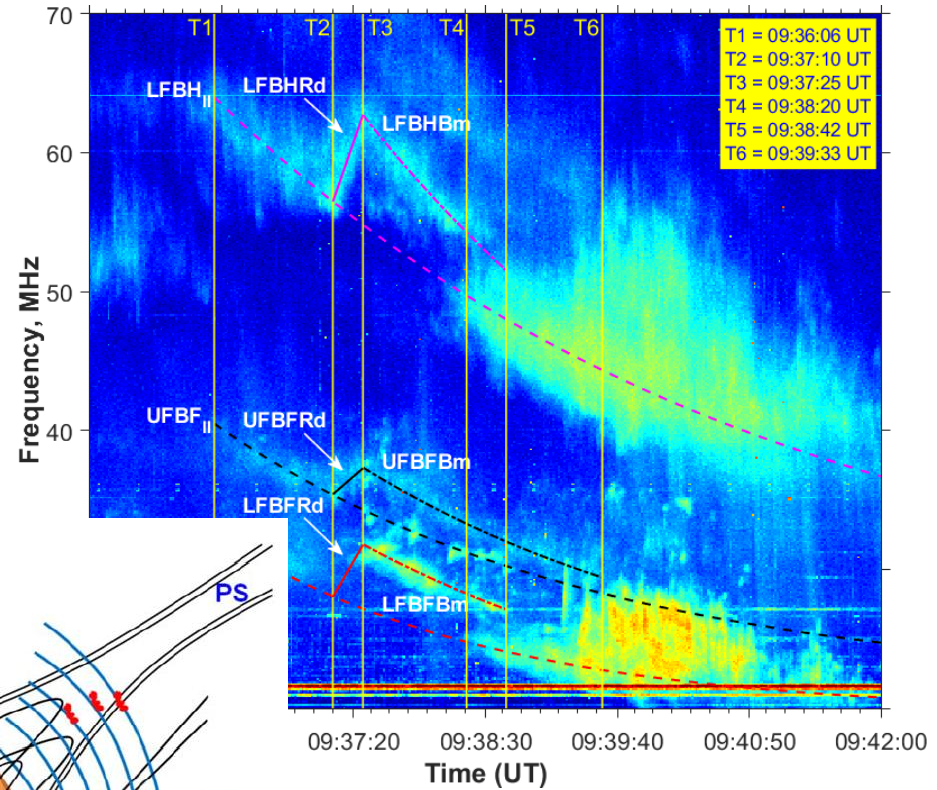 70
60
50
40
Frequency, MHz
T1
T2
T3
T4
T5
T6
T1 = 09:36:06 UT
T2 = 09:37:10 UT
T3 = 09:37:25 UT
T4 = 09:38:20 UT
T5 = 09:38:42 UT
T6 = 09:39:33 UT
LFBHII
LFBHRd
LFBHBm
UFBFII
UFBFRd
UFBFBm
LFBFRd
LFBFBm
PS
09:37:20
09:38:30
09:39:40
09:40:50
09:42:00
Time (UT)